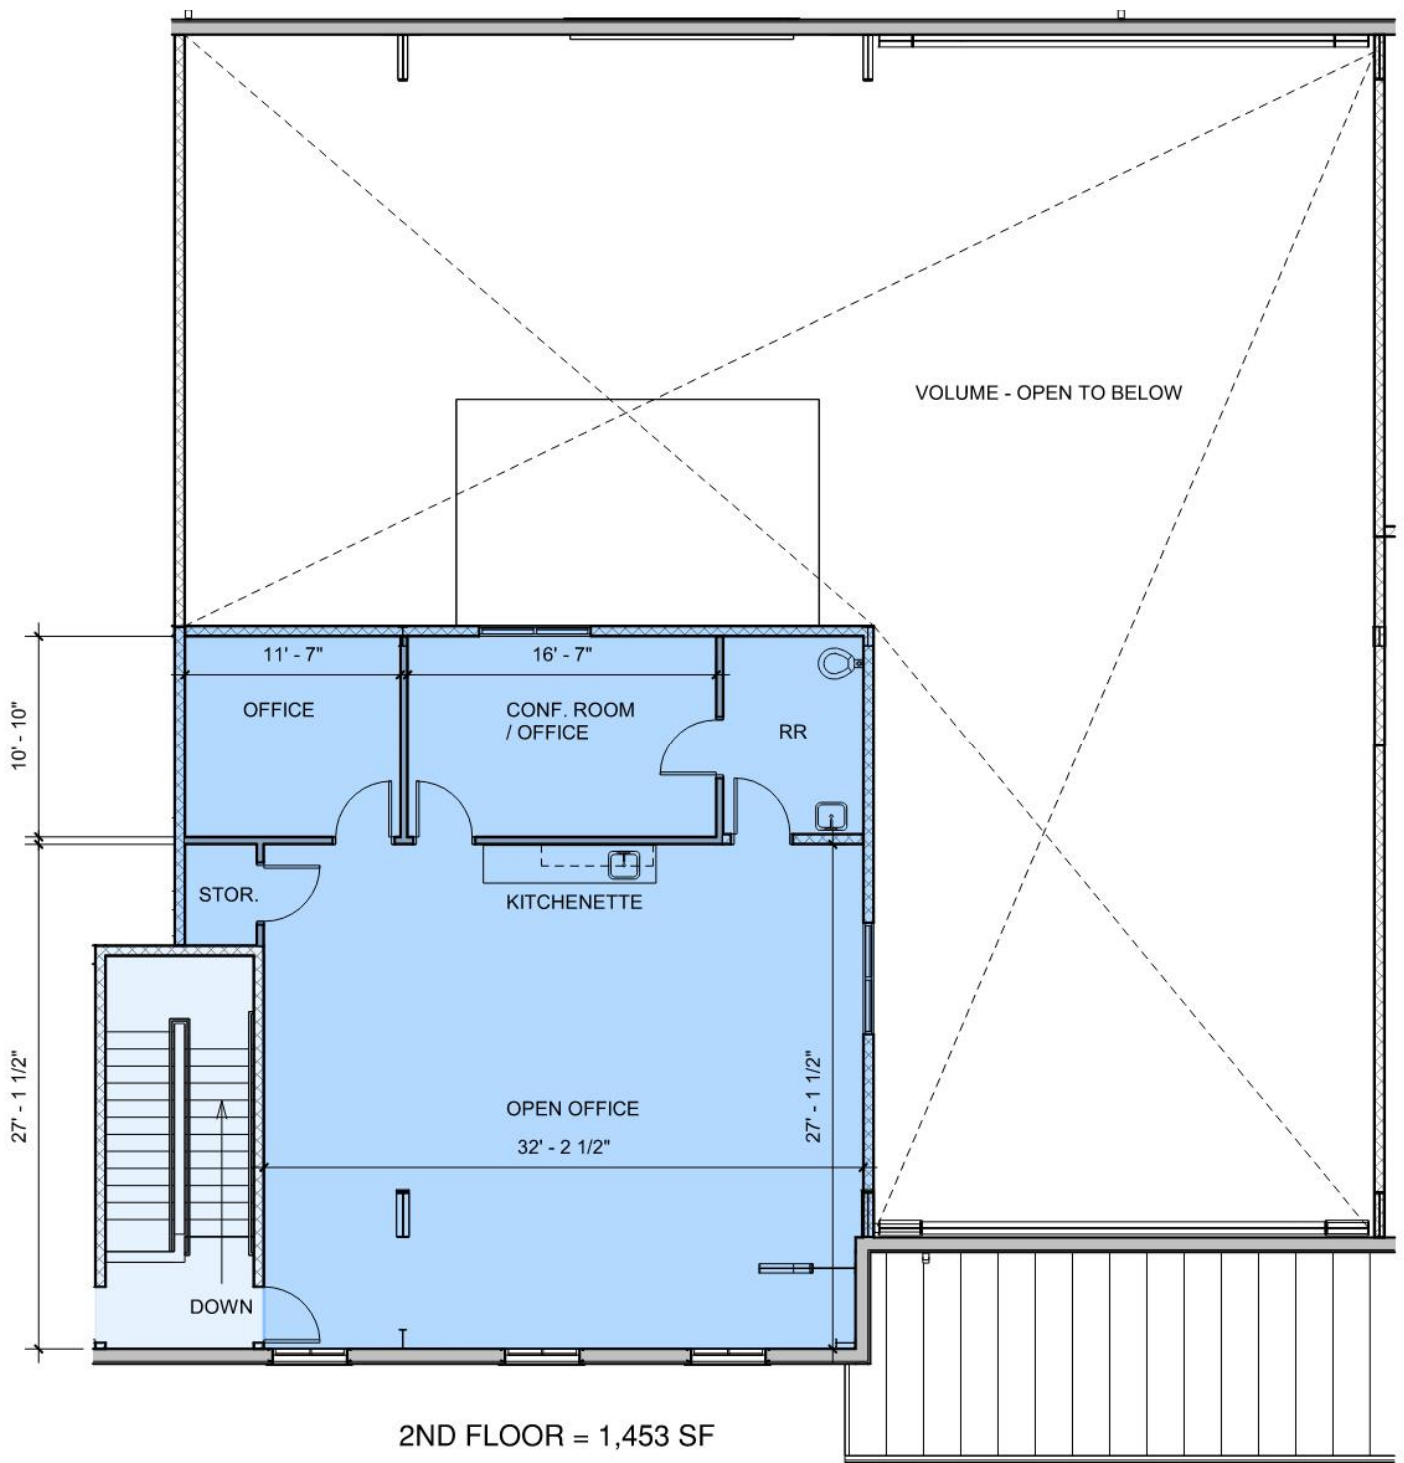 VOLUME - OPEN TO BELOW
11' - 7"
16' - 7"
OFFICE
CONF. ROOM
/ OFFICE
RR
10' - 10"
STOR.
KITCHENETTE
27' - 1 1/2"
OPEN OFFICE
32' - 2 1/2"
27' - 1 1/2"
DOWN
2ND FLOOR = 1,453 SF